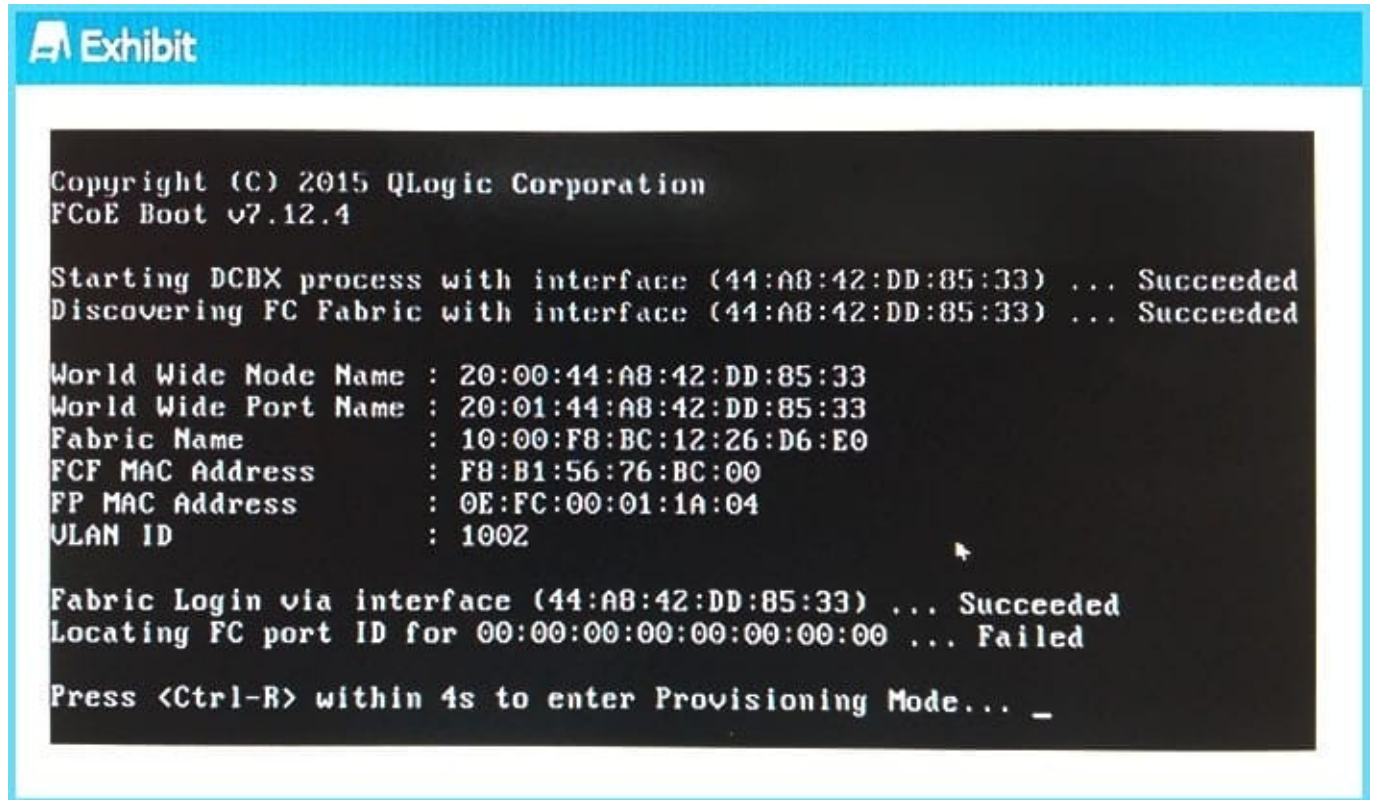 Exhibit
Copyright (C) 2015 QLogic Corporation
FCoE Boot v7.12.4
Starting DCBX process with interface (44:A8:42:DD:85:33) ... Succeeded
Discovering FC Fabric with interface (44:A8:42:DD:85:33) ... Succeeded
World Wide Node Name : 20:00:44:A8:42:DD:85:33
World Wide Port Name : 20:01:44:A8:42:DD:85:33
Fabric Name : 10:00:F8:BC:12:26:D6:E0
FCF MAC Address : F8:B1:56:76:BC:00
FP MAC Address : 0E:FC:00:01:1A:04
VLAN ID : 1002
Fabric Login via interface (44:A8:42:DD:85:33) ... Succeeded
Locating FC port ID for 00:00:00:00:00:00:00:00 ... Failed
Press <Ctrl-R> within 4s to enter Provisioning Mode... _